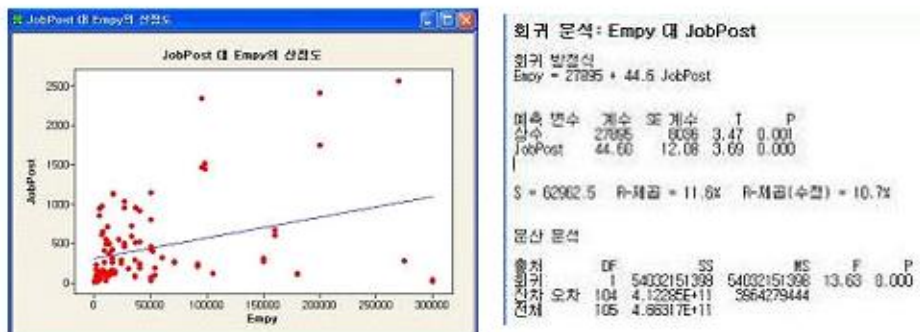 JobPost 대 Empy의 산점도
JobPost 대 Empy의 산점도
2500
2000
1500
1000
500
0
JobPost
0 50000 100000 150000 200000 250000 300000
Empy
회귀 분석: Empy 대 JobPost
회귀 방정식
Empy = 27895 + 44.6 JobPost
예측 변수 계수 SE 계수 T P
상수 27895 8036 3.47 0.001
JobPost 44.60 12.08 3.69 0.000
S = 62962.5 R-제곱 = 11.6% R-제곱(수정) = 10.7%
분산 분석
출처 DF SS MS F P
회귀 1 54032151398 54032151398 13.63 0.000
잔차 오차 104 4.12285E+11 3964279444
전체 105 4.66317E+11